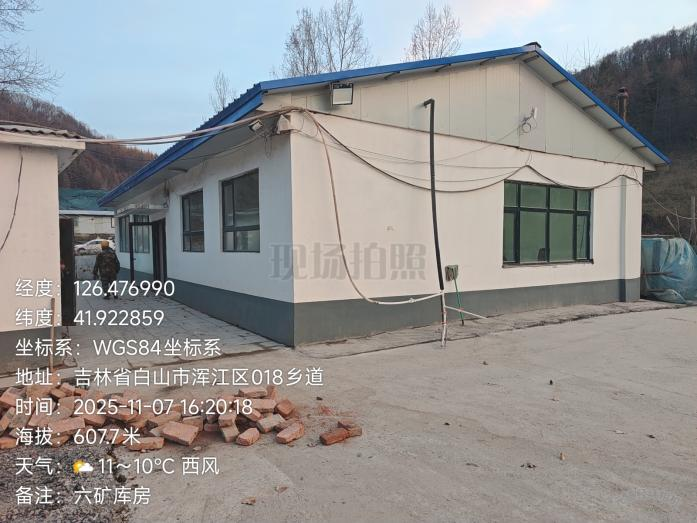 现场拍照
经度：126.476990
纬度：41.922859
坐标系：WGS84坐标系
地址：吉林省白山市浑江区018乡道
时间：2025-11-07 16:20:18
海拔：607.7米
天气：11～10℃ 西风
备注：六矿库房